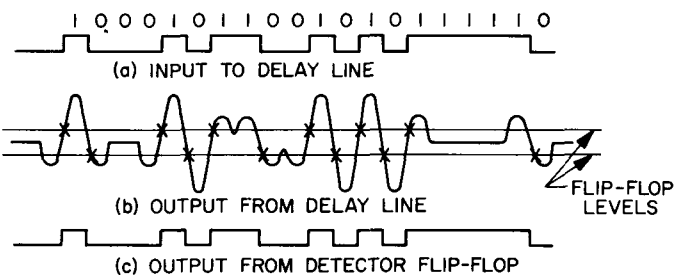 1 0 0 0 1 0 1 1 0 0 1 0 1 0 1 1 1 1 1 0
(a) INPUT TO DELAY LINE
FLIP-FLOP
LEVELS
(b) OUTPUT FROM DELAY LINE
(c) OUTPUT FROM DETECTOR FLIP-FLOP